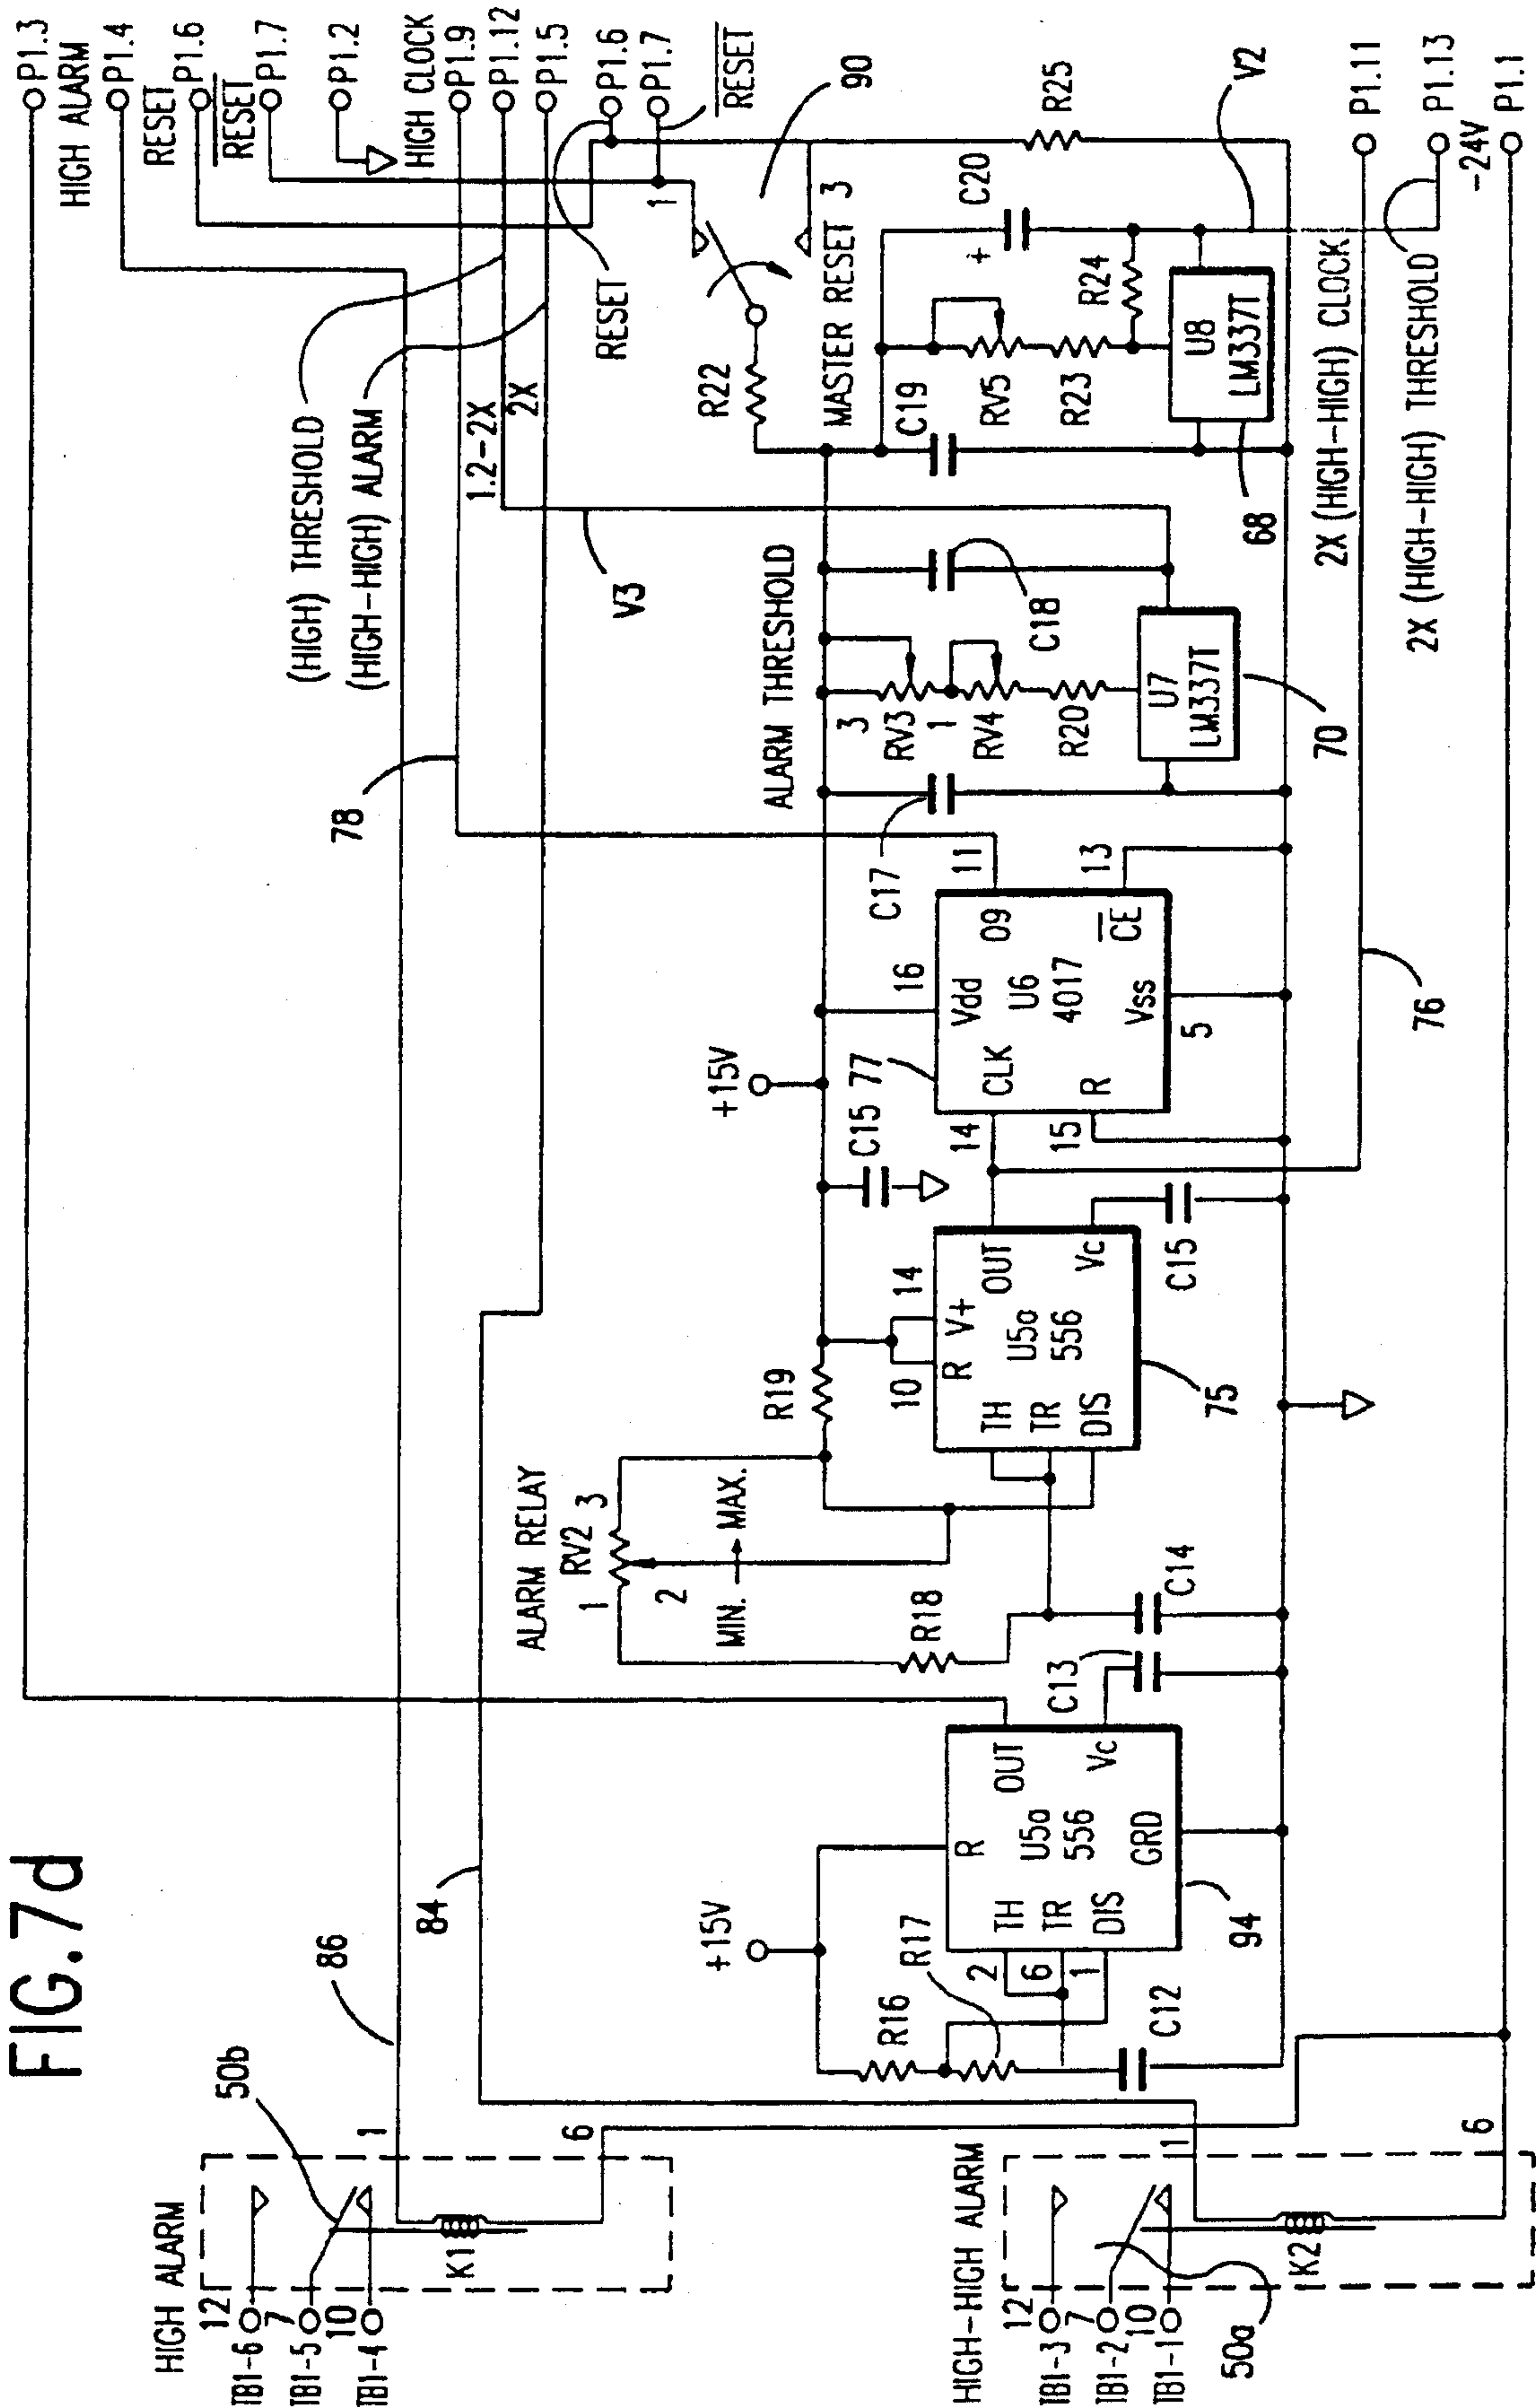 FIG.7d
HIGH ALARM
12
TB1-6
7
TB1-5
10
TB1-4
50b
K1
1
6
86
84
HIGH-HIGH ALARM
12
TB1-3
7
TB1-2
10
TB1-1
50a
K2
1
6
+15V
R16
R17
C12
2
6
1
TH
TR
DIS
R
U5a
556
OUT
Vc
GRD
94
C13
C14
R18
ALARM RELAY
RV2
1
3
2
MIN.
MAX.
R19
10
14
R
V+
TH
TR
DIS
U5a
556
OUT
Vc
75
C15
C15
+15V
77
14
15
16
Vdd
O9
CLK
U6
4017
R
CE
Vss
5
11
13
76
78
C17
ALARM THRESHOLD
3
RV3
1
RV4
R20
U7
LM337T
70
C18
V3
(HIGH) THRESHOLD
(HIGH-HIGH) ALARM
1.2-2X
2X
RESET
R22
MASTER RESET
1
3
90
C19
C20
+
RV5
R23
R24
U8
LM337T
68
R25
V2
RESET
P1.3
HIGH ALARM
P1.4
RESET
P1.6
RESET
P1.7
P1.2
HIGH CLOCK
P1.9
P1.12
P1.5
P1.6
P1.7
2X (HIGH-HIGH) CLOCK
P1.11
2X (HIGH-HIGH) THRESHOLD
P1.13
-24V
P1.1